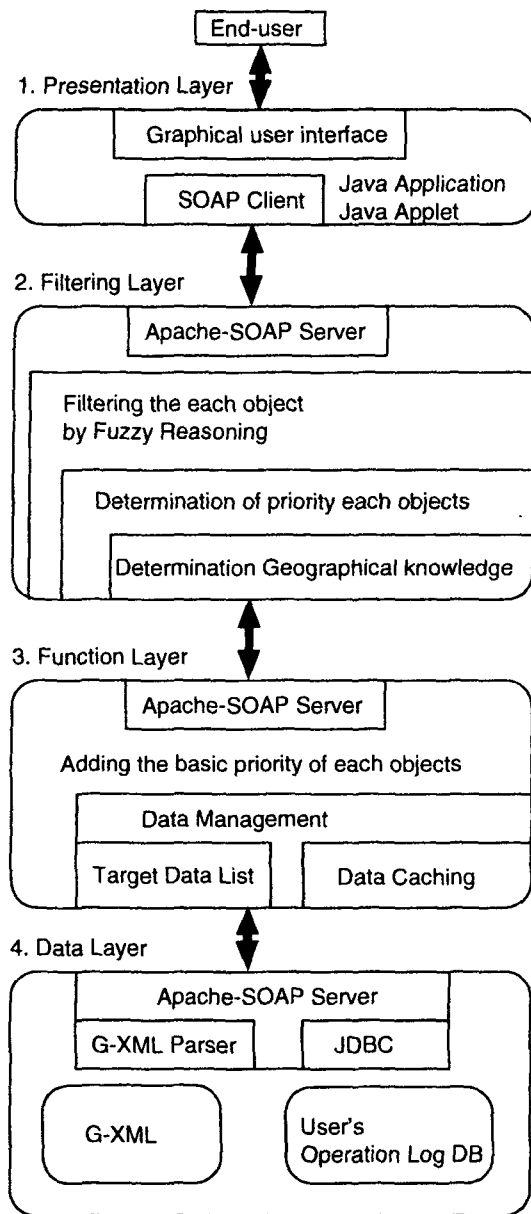 End-user
1. Presentation Layer
Graphical user interface
SOAP Client
Java Application
Java Applet
2. Filtering Layer
Apache-SOAP Server
Filtering the each object
by Fuzzy Reasoning
Determination of priority each objects
Determination Geographical knowledge
3. Function Layer
Apache-SOAP Server
Adding the basic priority of each objects
Data Management
Target Data List
Data Caching
4. Data Layer
Apache-SOAP Server
G-XML Parser
JDBC
G-XML
User's
Operation Log DB